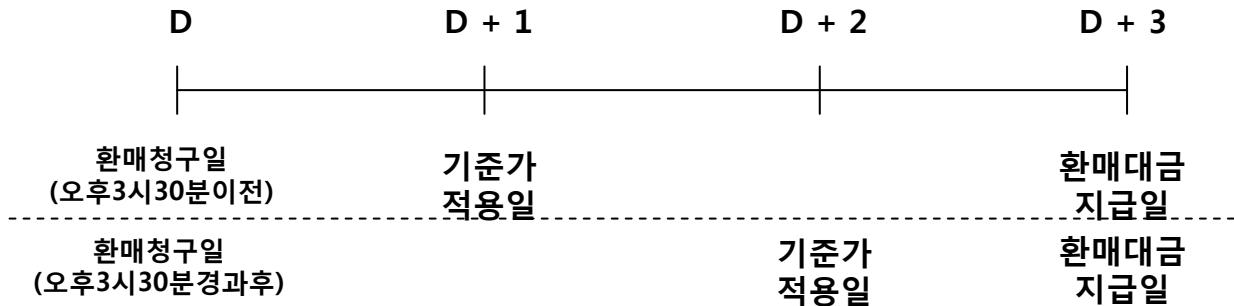 D D + 1 D + 2 D + 3
환매청구일
(오후3시30분이전)
기준가
적용일
환매대금
지급일
환매청구일
(오후3시30분경과후)
기준가
적용일
환매대금
지급일